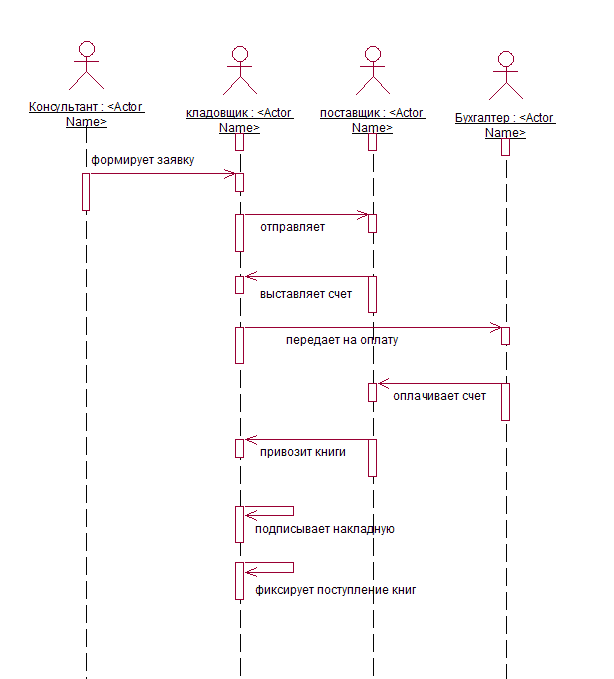 Консультант : <Actor
Name>
кладовщик : <Actor
Name>
поставщик : <Actor
Name>
Бухгалтер : <Actor
Name>
формирует заявку
отправляет
выставляет счет
передает на оплату
оплачивает счет
привозит книги
подписывает накладную
фиксирует поступление книг